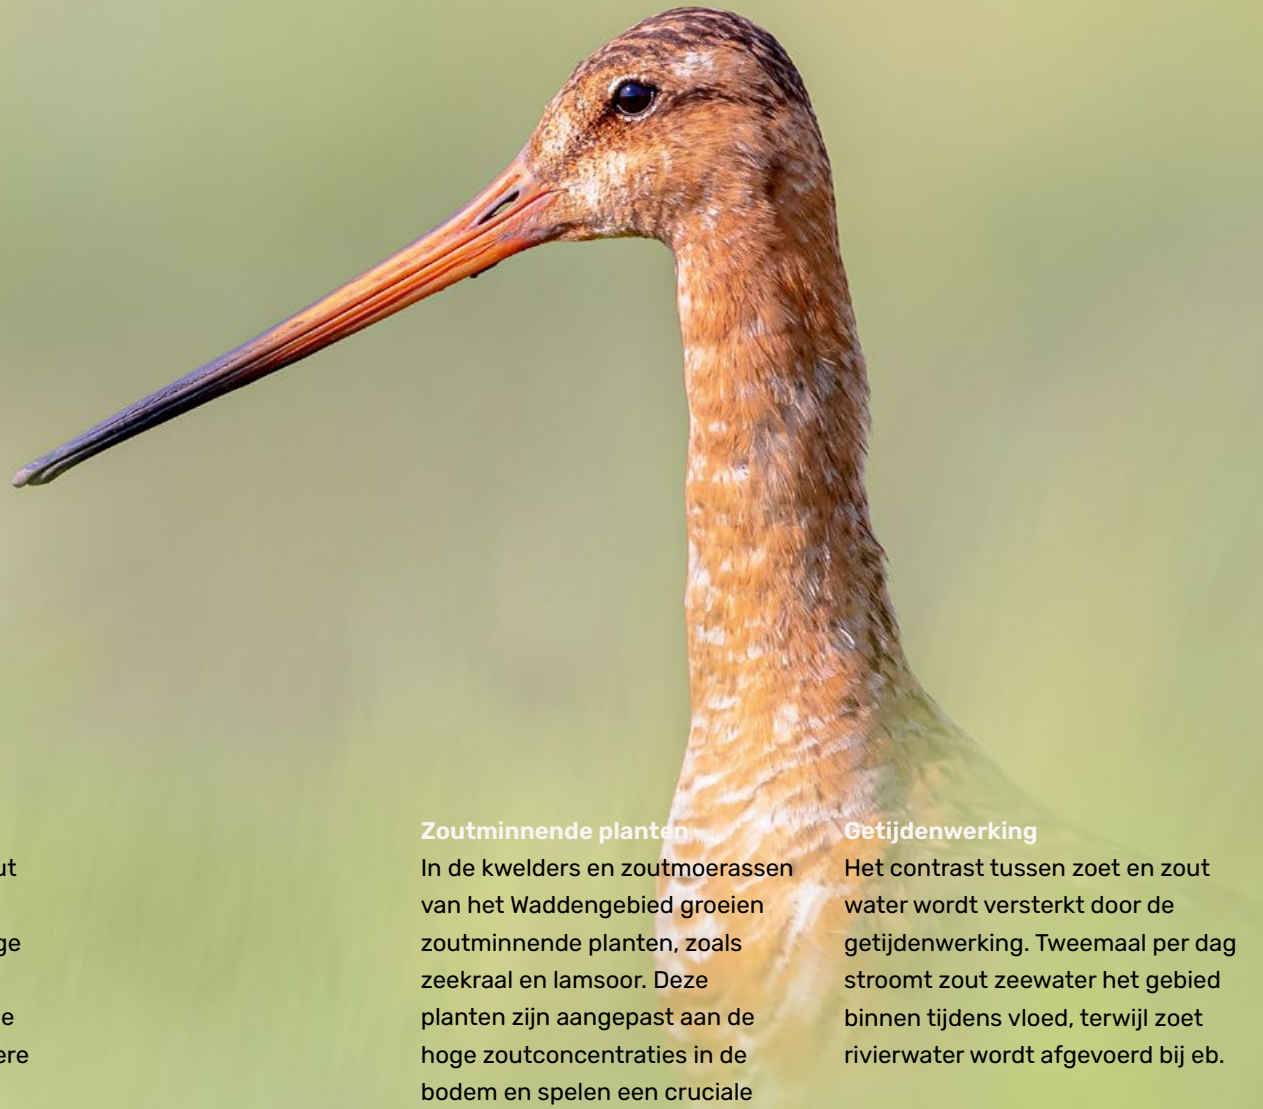 ut
ge
e
ere
Zoutminnende planten
In de kwelders en zoutmoerassen
van het Waddengebied groeien
zoutminnende planten, zoals
zeekraal en lamsoor. Deze
planten zijn aangepast aan de
hoge zoutconcentraties in de
bodem en spelen een cruciale
Getijdenwerking
Het contrast tussen zoet en zout
water wordt versterkt door de
getijdenwerking. Tweemaal per dag
stroomt zout zeewater het gebied
binnen tijdens vloed, terwijl zoet
rivierwater wordt afgevoerd bij eb.